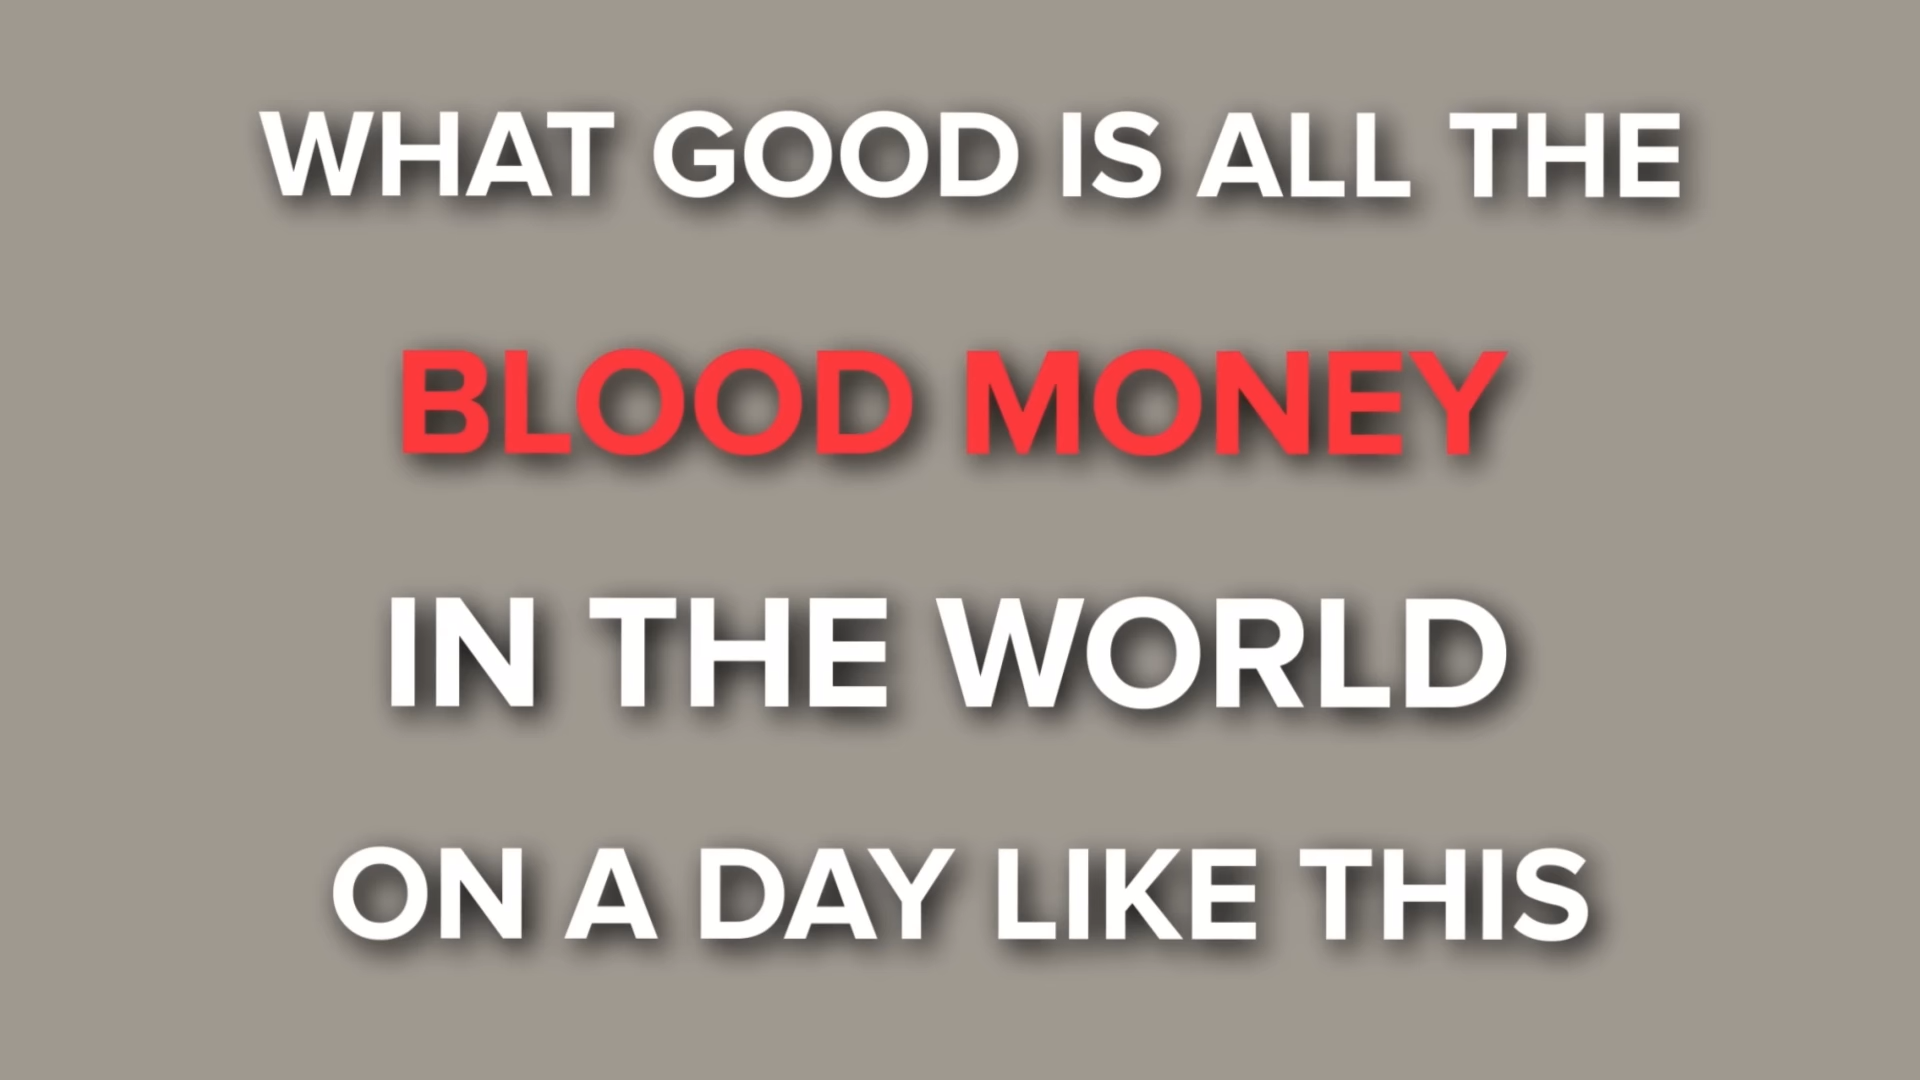 WHAT GOOD IS ALL THE
BLOOD MONEY
IN THE WORLD
ON A DAY LIKE THIS